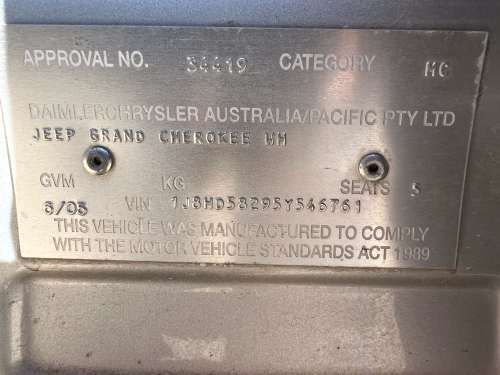 APPROVAL NO. 34419 CATEGORY MC
DAIMLERCHRYSLER AUSTRALIA/PACIFIC PTY LTD
JEEP GRAND CHEROKEE WH
GVM KG SEATS 5
6/05 VIN 1J8HD58295Y546761
THIS VEHICLE WAS MANUFACTURED TO COMPLY
WITH THE MOTOR VEHICLE STANDARDS ACT 1989